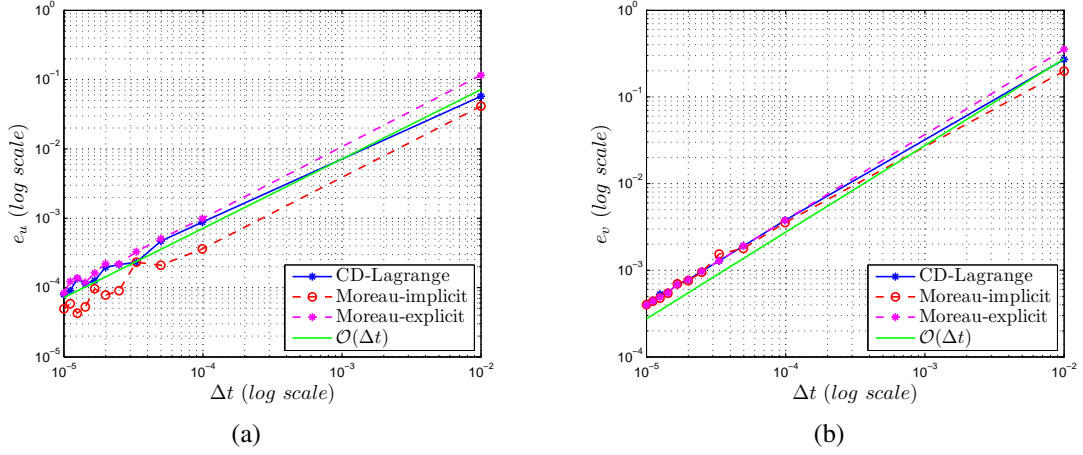 10^0
10^-1
10^-2
10^-3
10^-4
10^-5
e_u (log scale)
10^-5
10^-4
10^-3
10^-2
Δt (log scale)
CD-Lagrange
Moreau-implicit
Moreau-explicit
O(Δt)
(a)
10^0
10^-1
10^-2
10^-3
10^-4
e_v (log scale)
10^-5
10^-4
10^-3
10^-2
Δt (log scale)
CD-Lagrange
Moreau-implicit
Moreau-explicit
O(Δt)
(b)